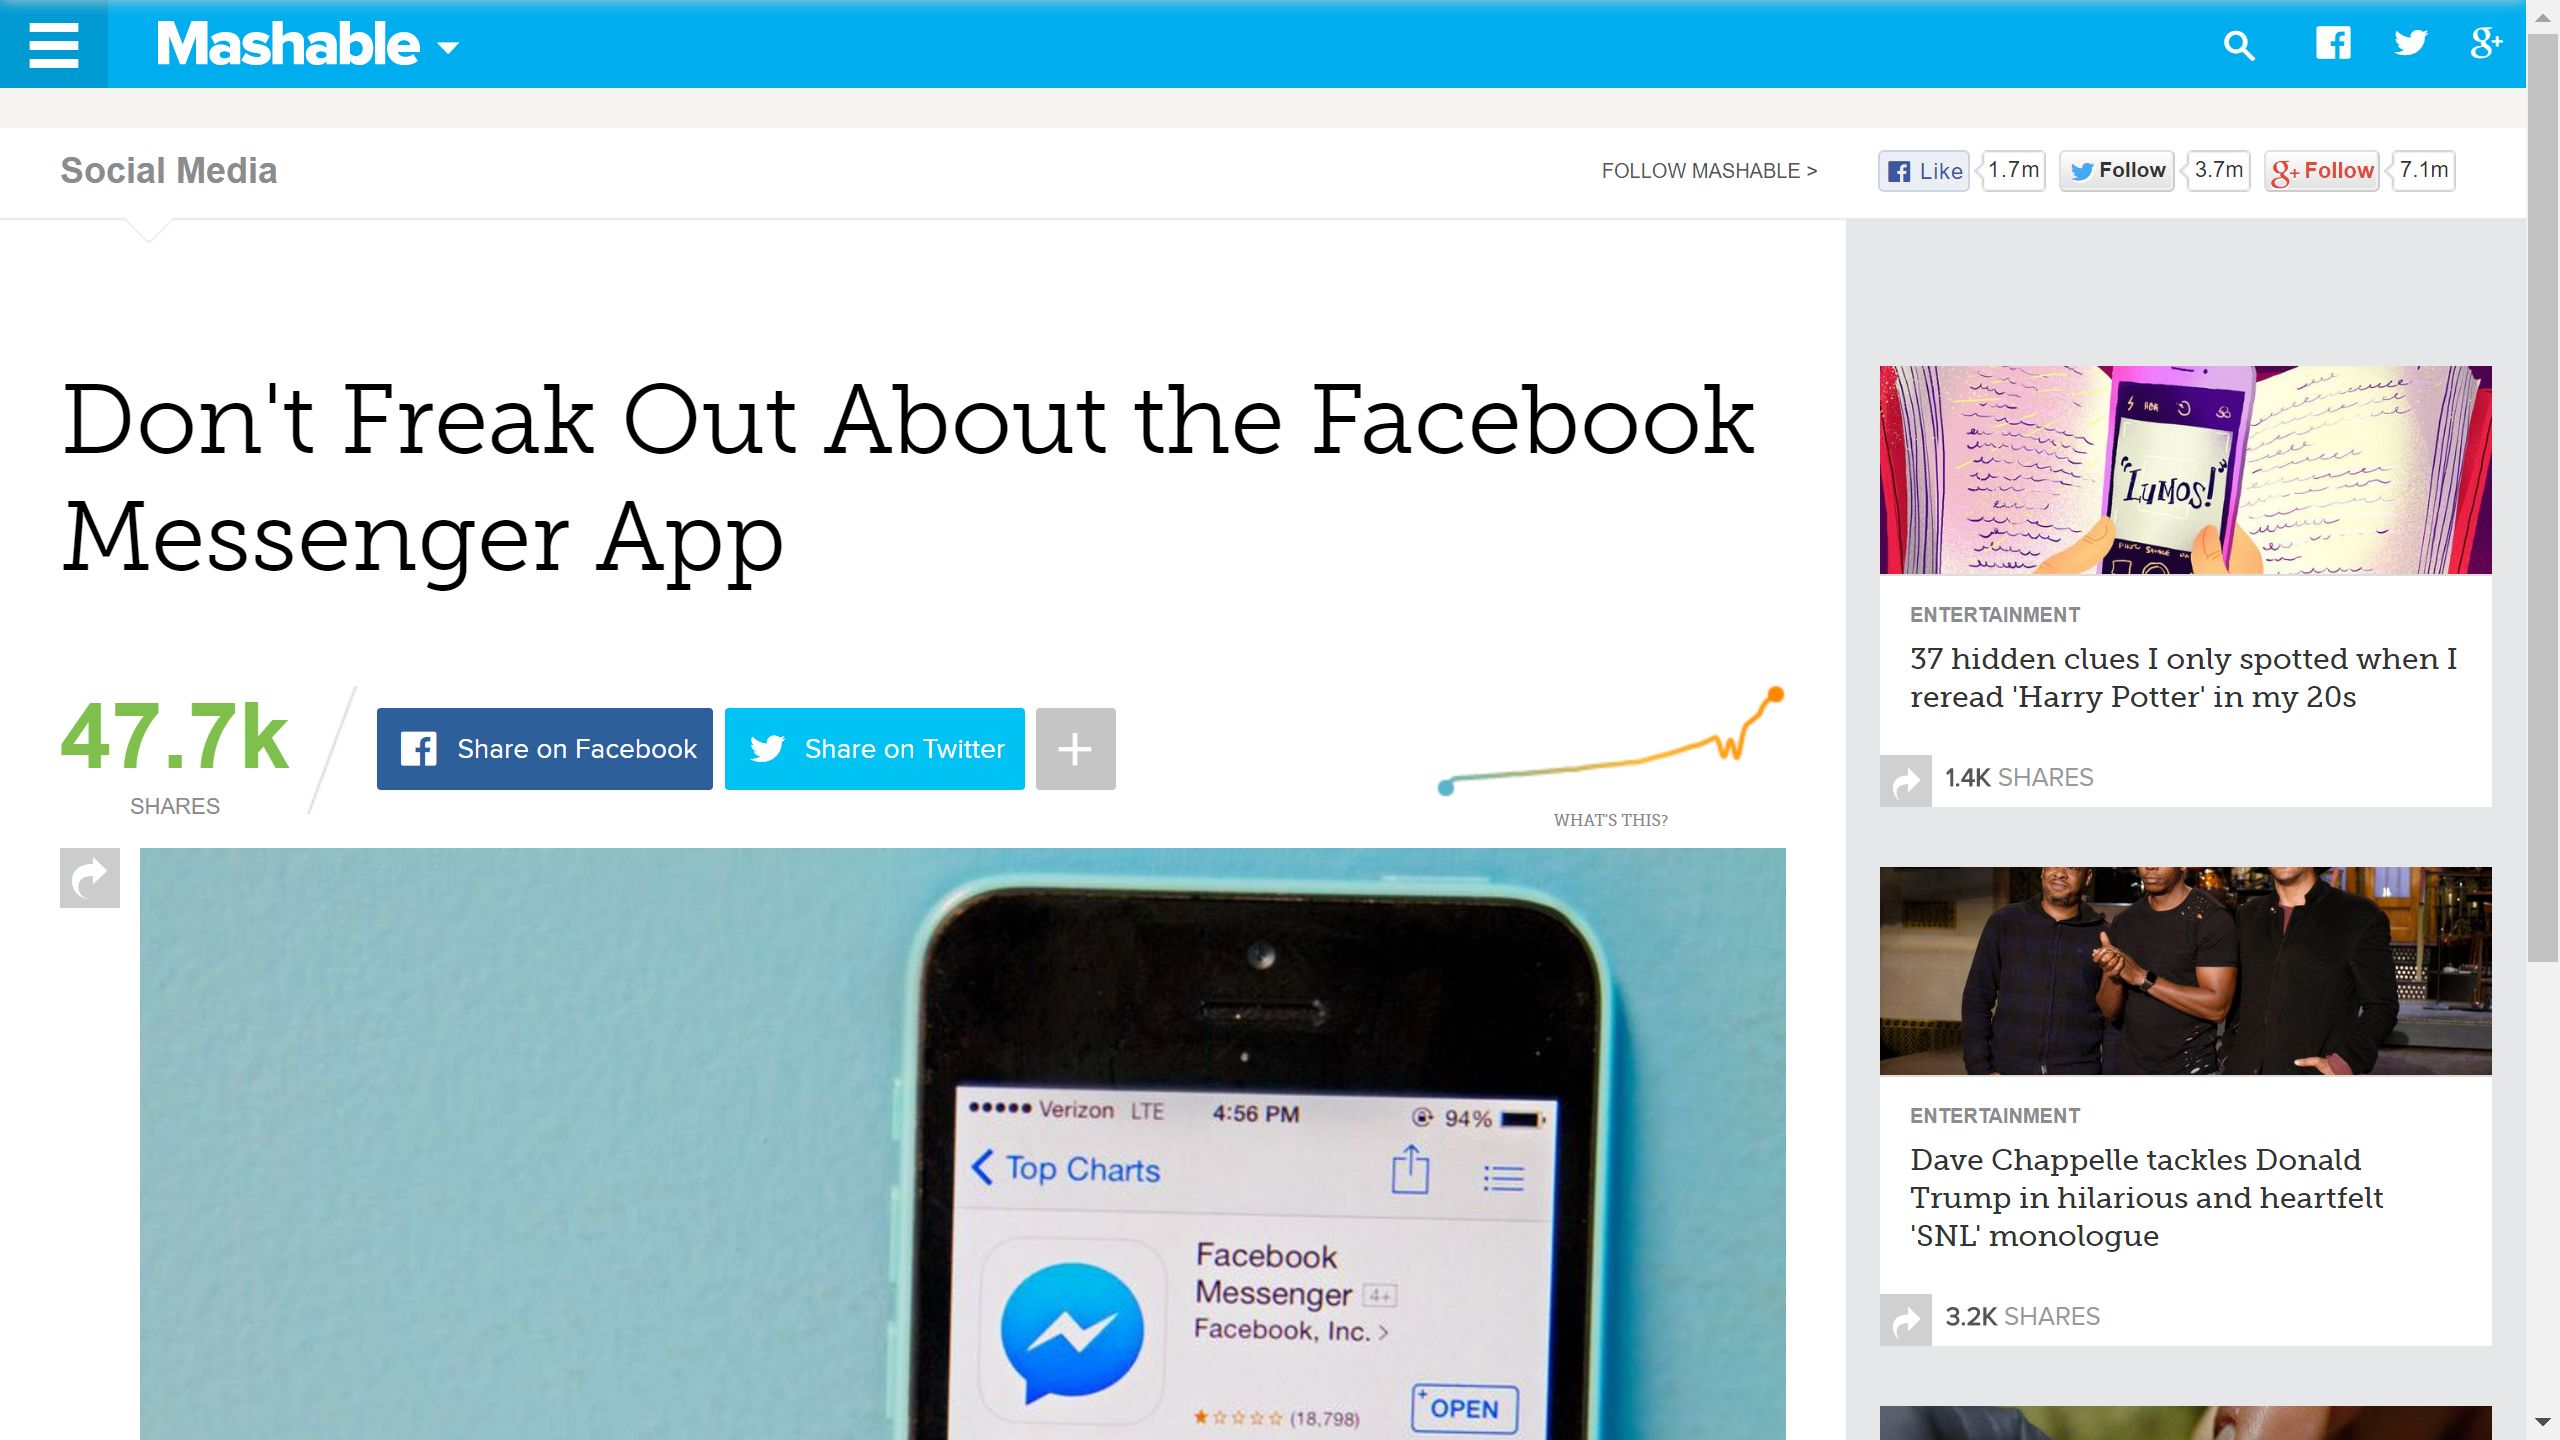 Mashable
Social Media
FOLLOW MASHABLE >
Like 1.7m
Follow 3.7m
g+ Follow 7.1m
Don't Freak Out About the Facebook
Messenger App
47.7k
SHARES
Share on Facebook
Share on Twitter
+
WHAT'S THIS?
Verizon LTE 4:56 PM 94%
Top Charts
Facebook
Messenger 4+
Facebook, Inc. >
(18,798)
+OPEN
"LUMOS!"
ENTERTAINMENT
37 hidden clues I only spotted when I
reread 'Harry Potter' in my 20s
1.4K SHARES
ENTERTAINMENT
Dave Chappelle tackles Donald
Trump in hilarious and heartfelt
'SNL' monologue
3.2K SHARES